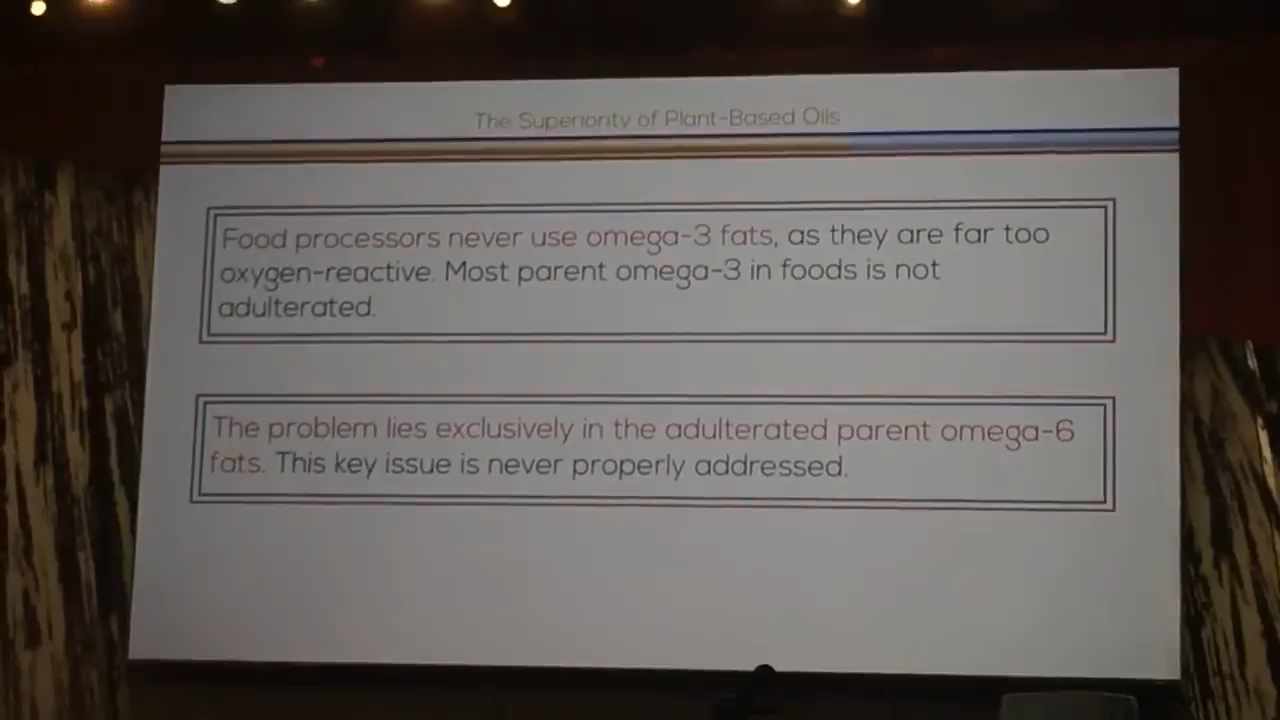 The Superiority of Plant-Based Oils
Food processors never use omega-3 fats, as they are far too
oxygen-reactive. Most parent omega-3 in foods is not
adulterated.
The problem lies exclusively in the adulterated parent omega-6
fats. This key issue is never properly addressed.